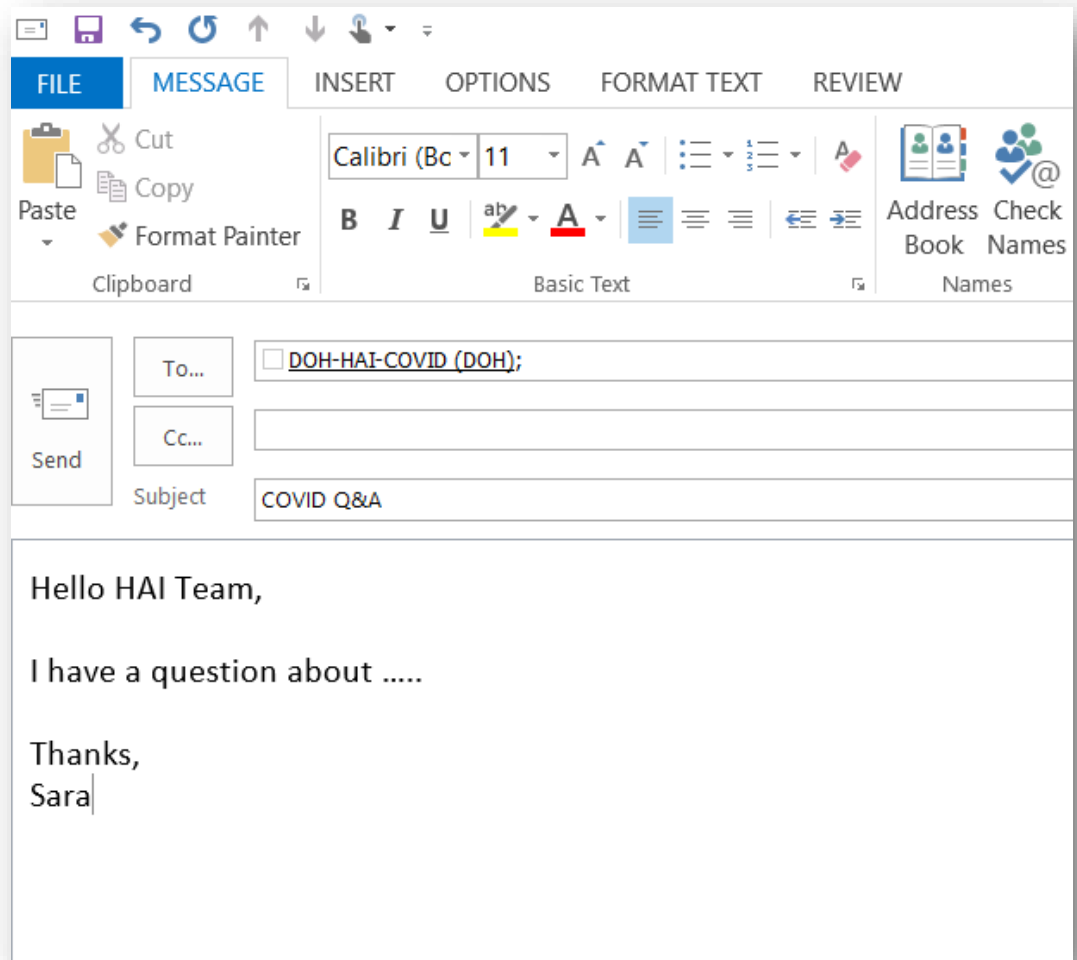 FILE MESSAGE INSERT OPTIONS FORMAT TEXT REVIEW
Paste
Cut
Copy
Format Painter
Clipboard
Calibri (Bc 11
B I U ab A
Basic Text
Address Book
Check Names
Names
Send
To... DOH-HAI-COVID (DOH);
Cc...
Subject COVID Q&A
Hello HAI Team,
I have a question about .....
Thanks,
Sara